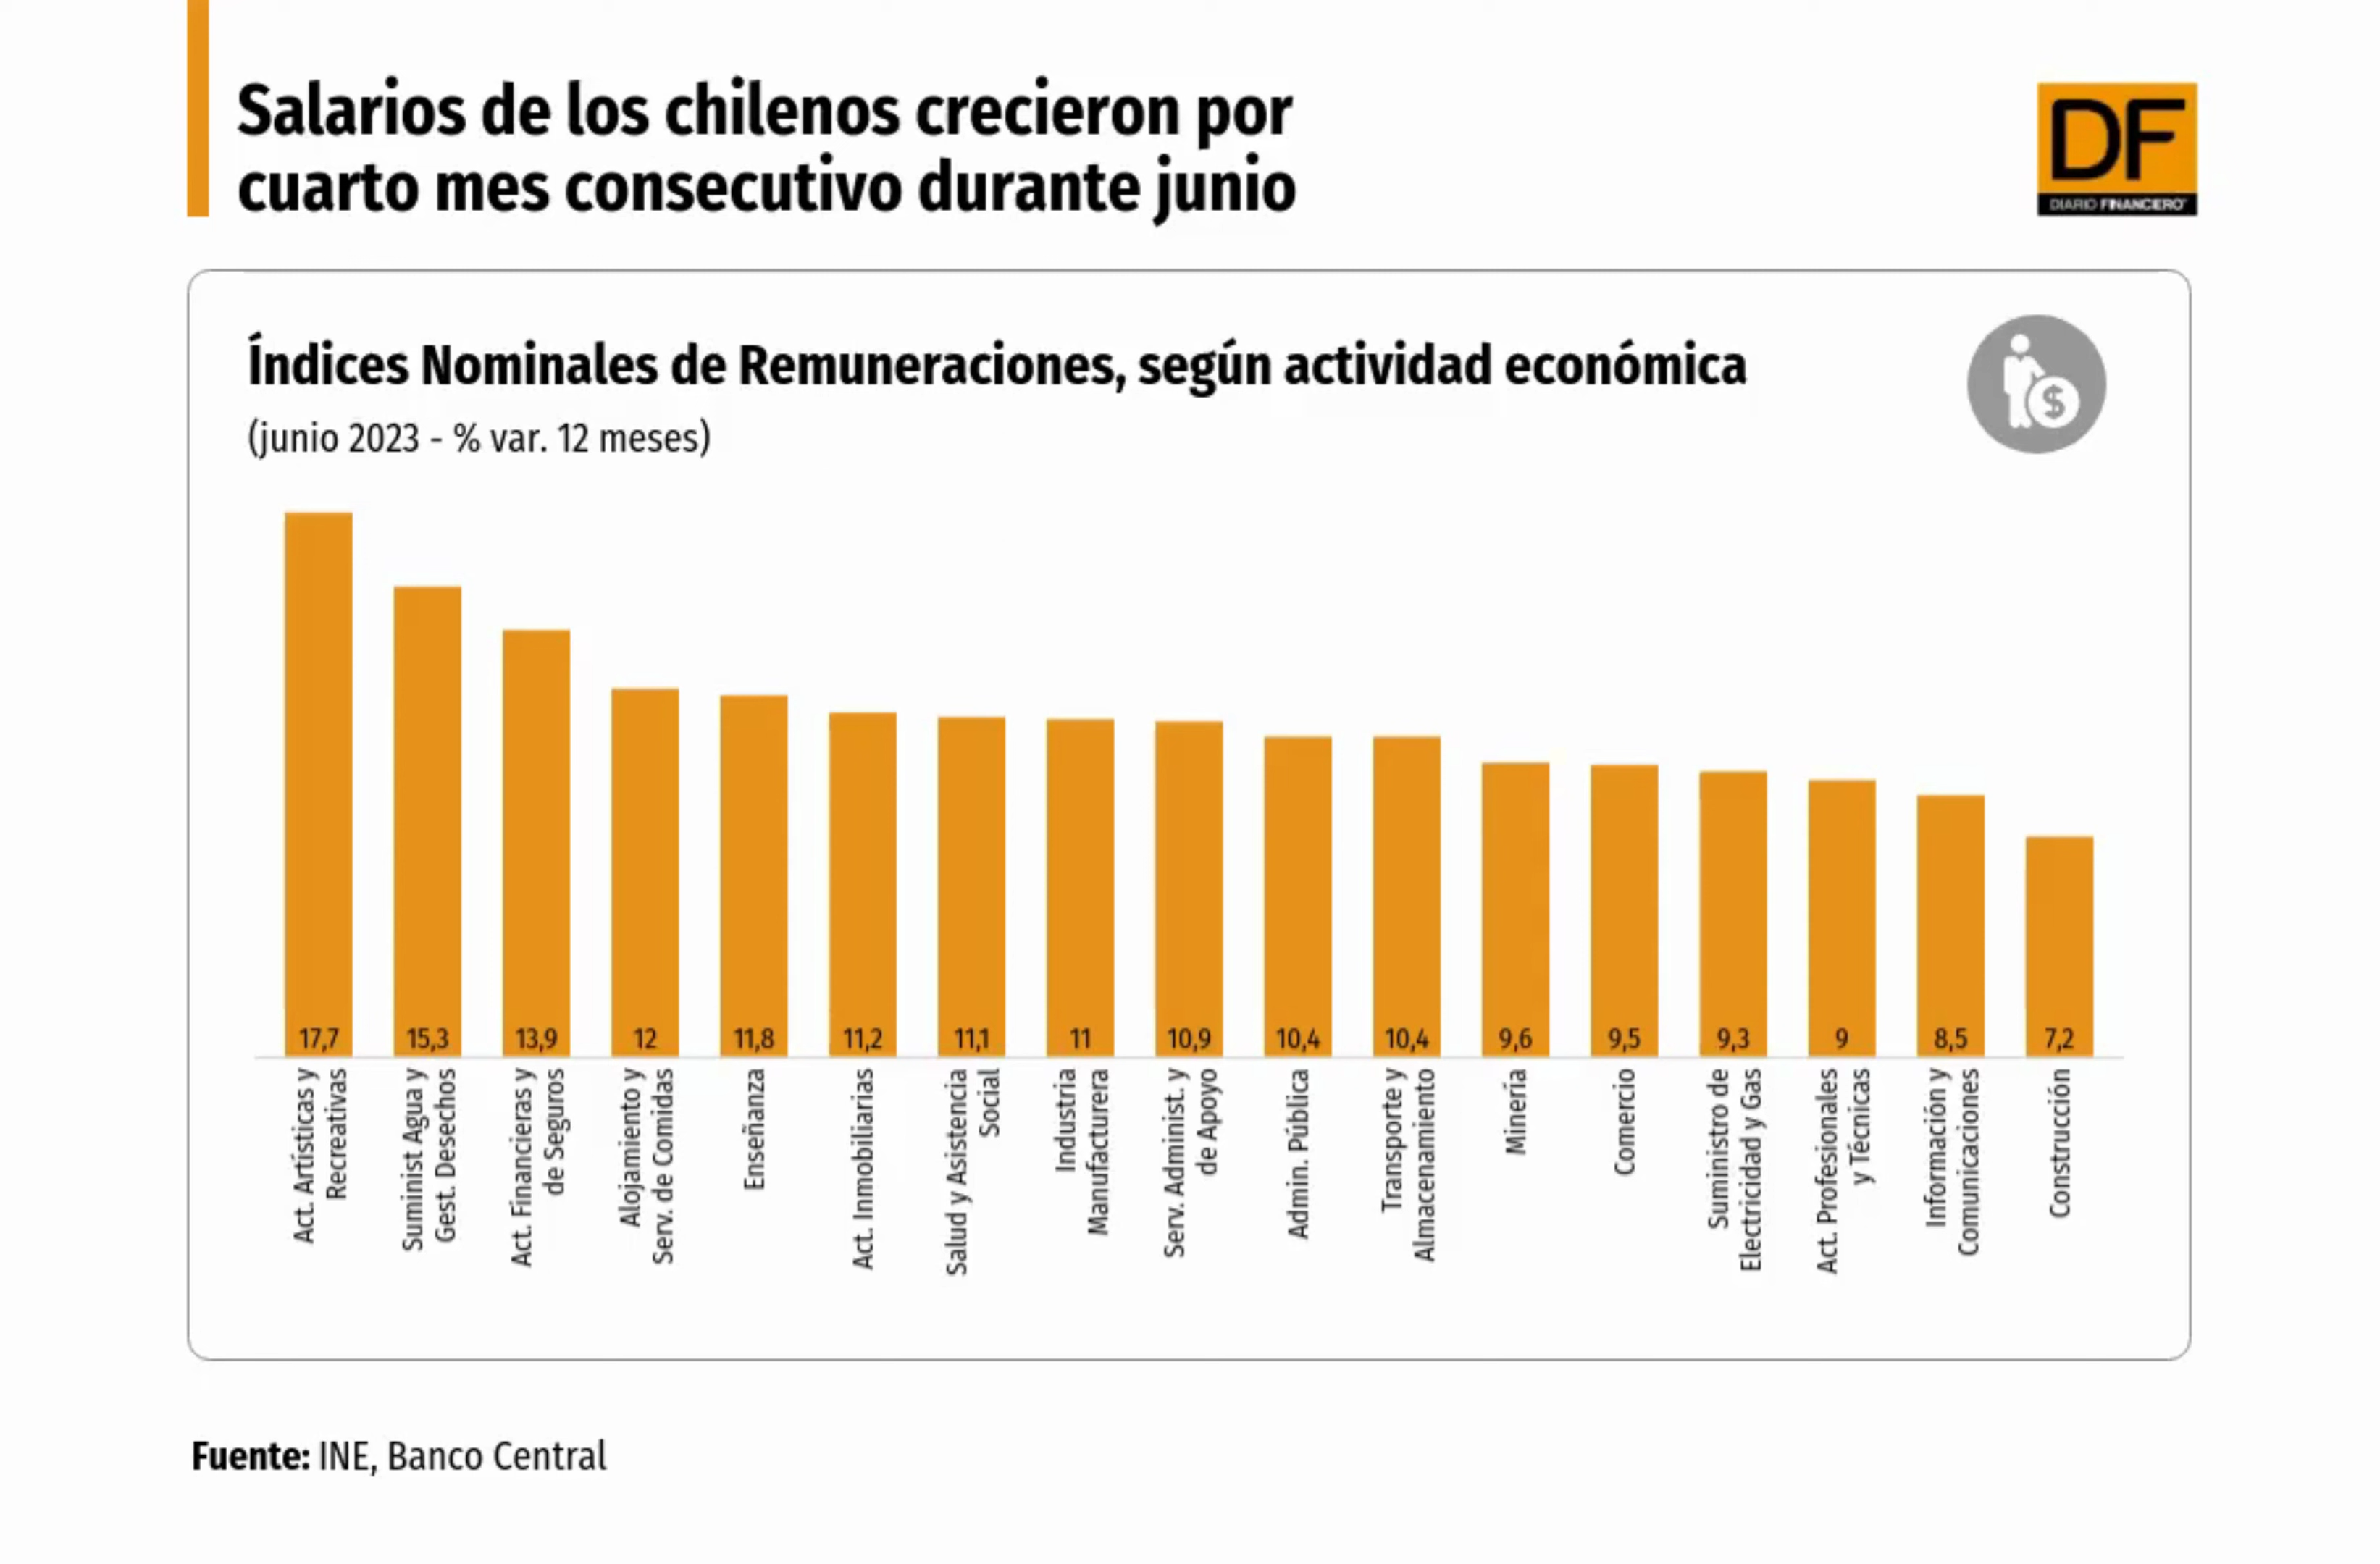 Salarios de los chilenos crecieron por
cuarto mes consecutivo durante junio
DF
DIARIO FINANCIERO
Índices Nominales de Remuneraciones, según actividad económica
(junio 2023 - % var. 12 meses)
$
17,7
15,3
13,9
12
11,8
11,2
11,1
11
10,9
10,4
10,4
9,6
9,5
9,3
9
8,5
7,2
Act. Artísticas y
Recreativas
Suminist Agua y
Gest. Desechos
Act. Financieras y
de Seguros
Alojamiento y
Serv. de Comidas
Enseñanza
Act. Inmobiliarias
Salud y Asistencia
Social
Industria
Manufacturera
Serv. Administ. y
de Apoyo
Admin. Pública
Transporte y
Almacenamiento
Minería
Comercio
Suministro de
Electricidad y Gas
Act. Profesionales
y Técnicas
Información y
Comunicaciones
Construcción
Fuente: INE, Banco Central